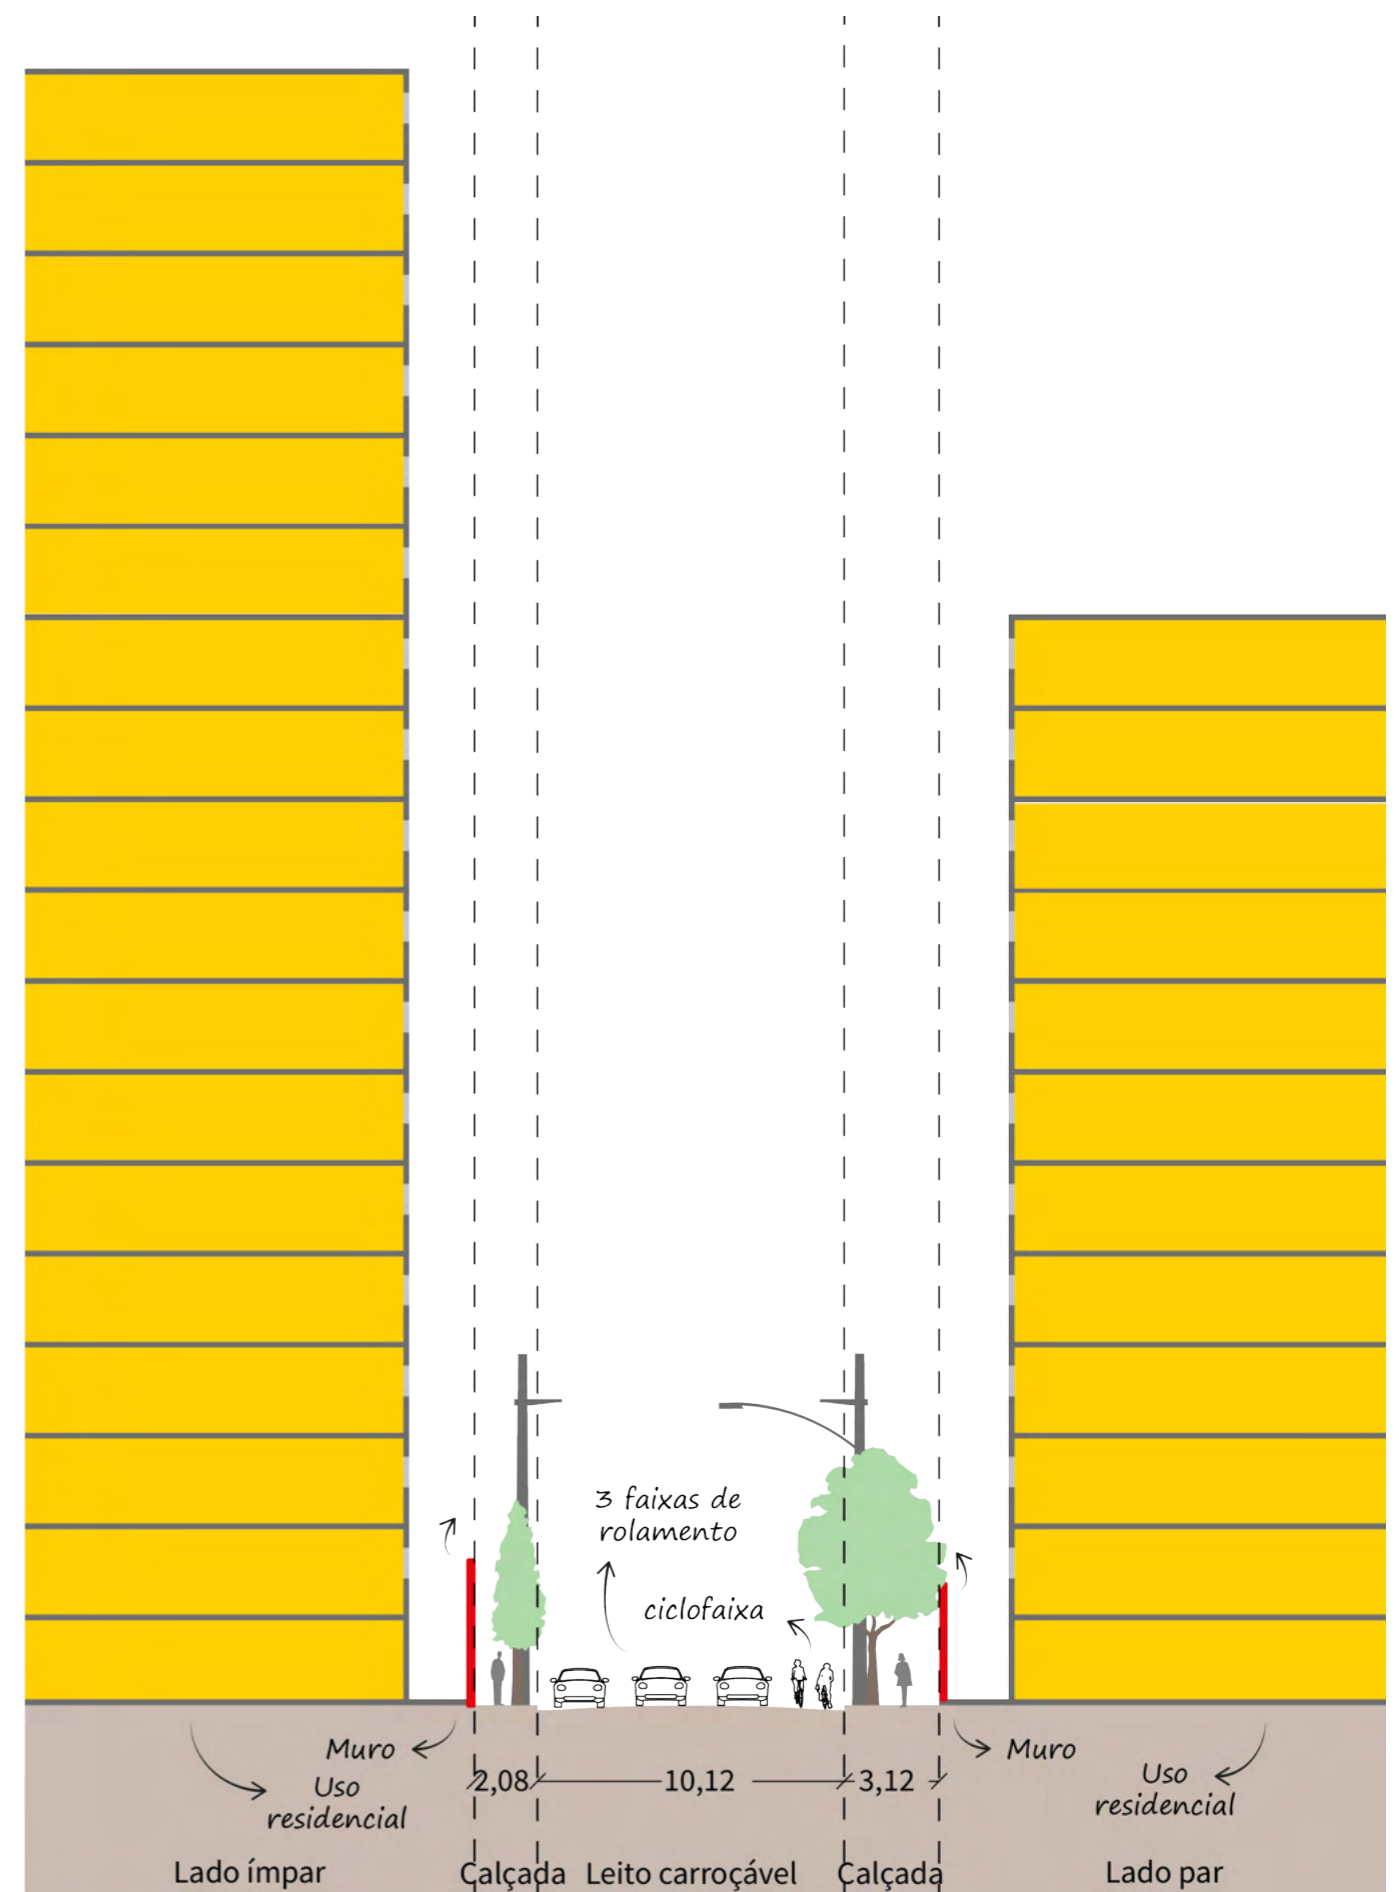 3 faixas de
rolamento
ciclofaixa
Muro
Muro
Uso
residencial
2,08
10,12
3,12
Uso
residencial
Lado ímpar
Calçada
Leito carroçável
Calçada
Lado par